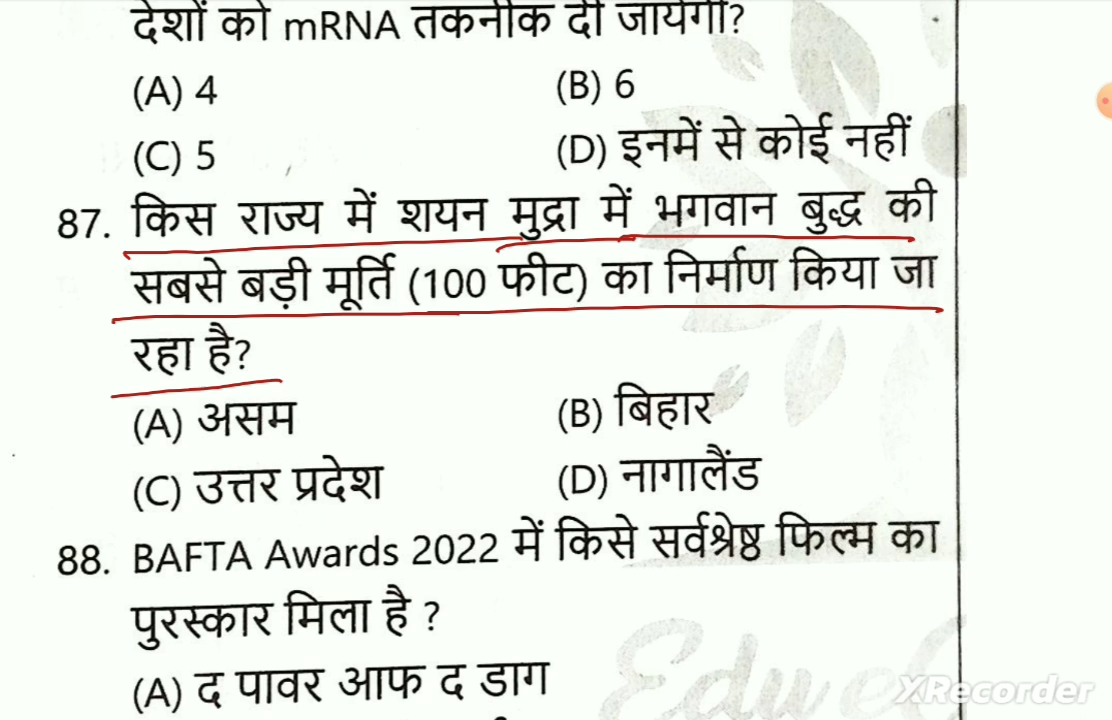 देशों को mRNA तकनीक दी जायेगी?
(A) 4 (B) 6
(C) 5 (D) इनमें से कोई नहीं
87. किस राज्य में शयन मुद्रा में भगवान बुद्ध की
सबसे बड़ी मूर्ति (100 फीट) का निर्माण किया जा
रहा है?
(A) असम (B) बिहार
(C) उत्तर प्रदेश (D) नागालैंड
88. BAFTA Awards 2022 में किसे सर्वश्रेष्ठ फिल्म का
पुरस्कार मिला है ?
(A) द पावर आफ द डाग
XRecorder